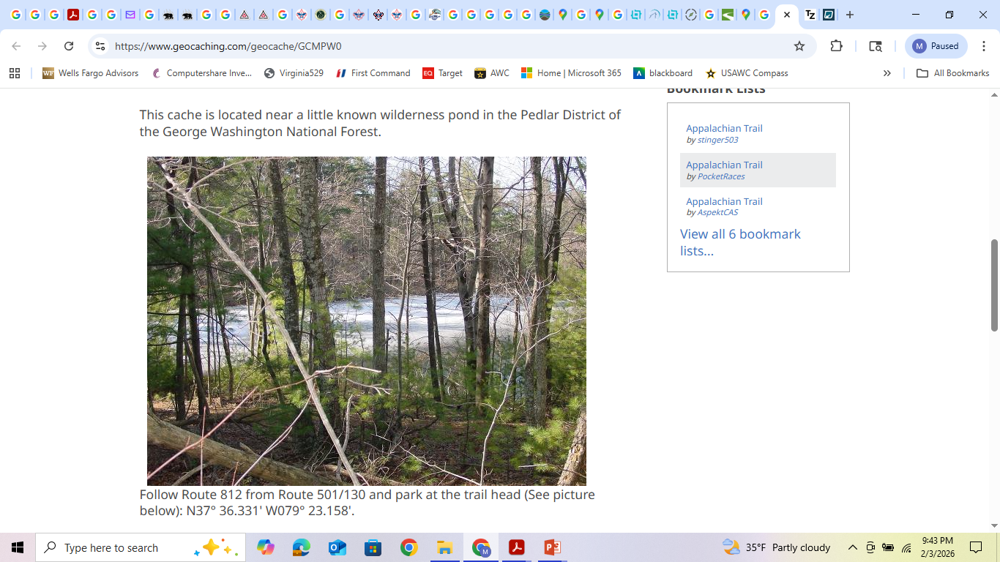 https://www.geocaching.com/geocache/GCMPW0
M
Paused
Wells Fargo Advisors
Computershare Inve...
Virginia529
First Command
EQ
Target
AWC
Home | Microsoft 365
blackboard
USAWC Compass
»
All Bookmarks
Bookmark Lists
This cache is located near a little known wilderness pond in the Pedlar District of
the George Washington National Forest.
Appalachian Trail
by stinger503
Appalachian Trail
by PocketRaces
Appalachian Trail
by AspektCAS
View all 6 bookmark
lists...
Follow Route 812 from Route 501/130 and park at the trail head (See picture
below): N37° 36.331' W079° 23.158'.
Type here to search
35°F Partly cloudy
9:43 PM
2/3/2026